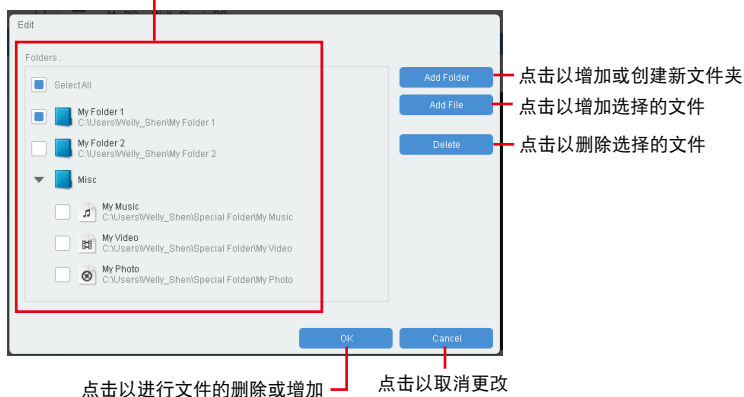 Edit
Folders :
SelectAll
My Folder 1
C:\Users\Welly_Shen\My Folder 1
My Folder 2
C:\Users\Welly_Shen\My Folder 2
Misc
My Music
C:\Users\Welly_Shen\Special Folder\My Music
My Video
C:\Users\Welly_Shen\Special Folder\My Video
My Photo
C:\Users\Welly_Shen\Special Folder\My Photo
Add Folder
点击以增加或创建新文件夹
Add File
点击以增加选择的文件
Delete
点击以删除选择的文件
OK
Cancel
点击以进行文件的删除或增加
点击以取消更改